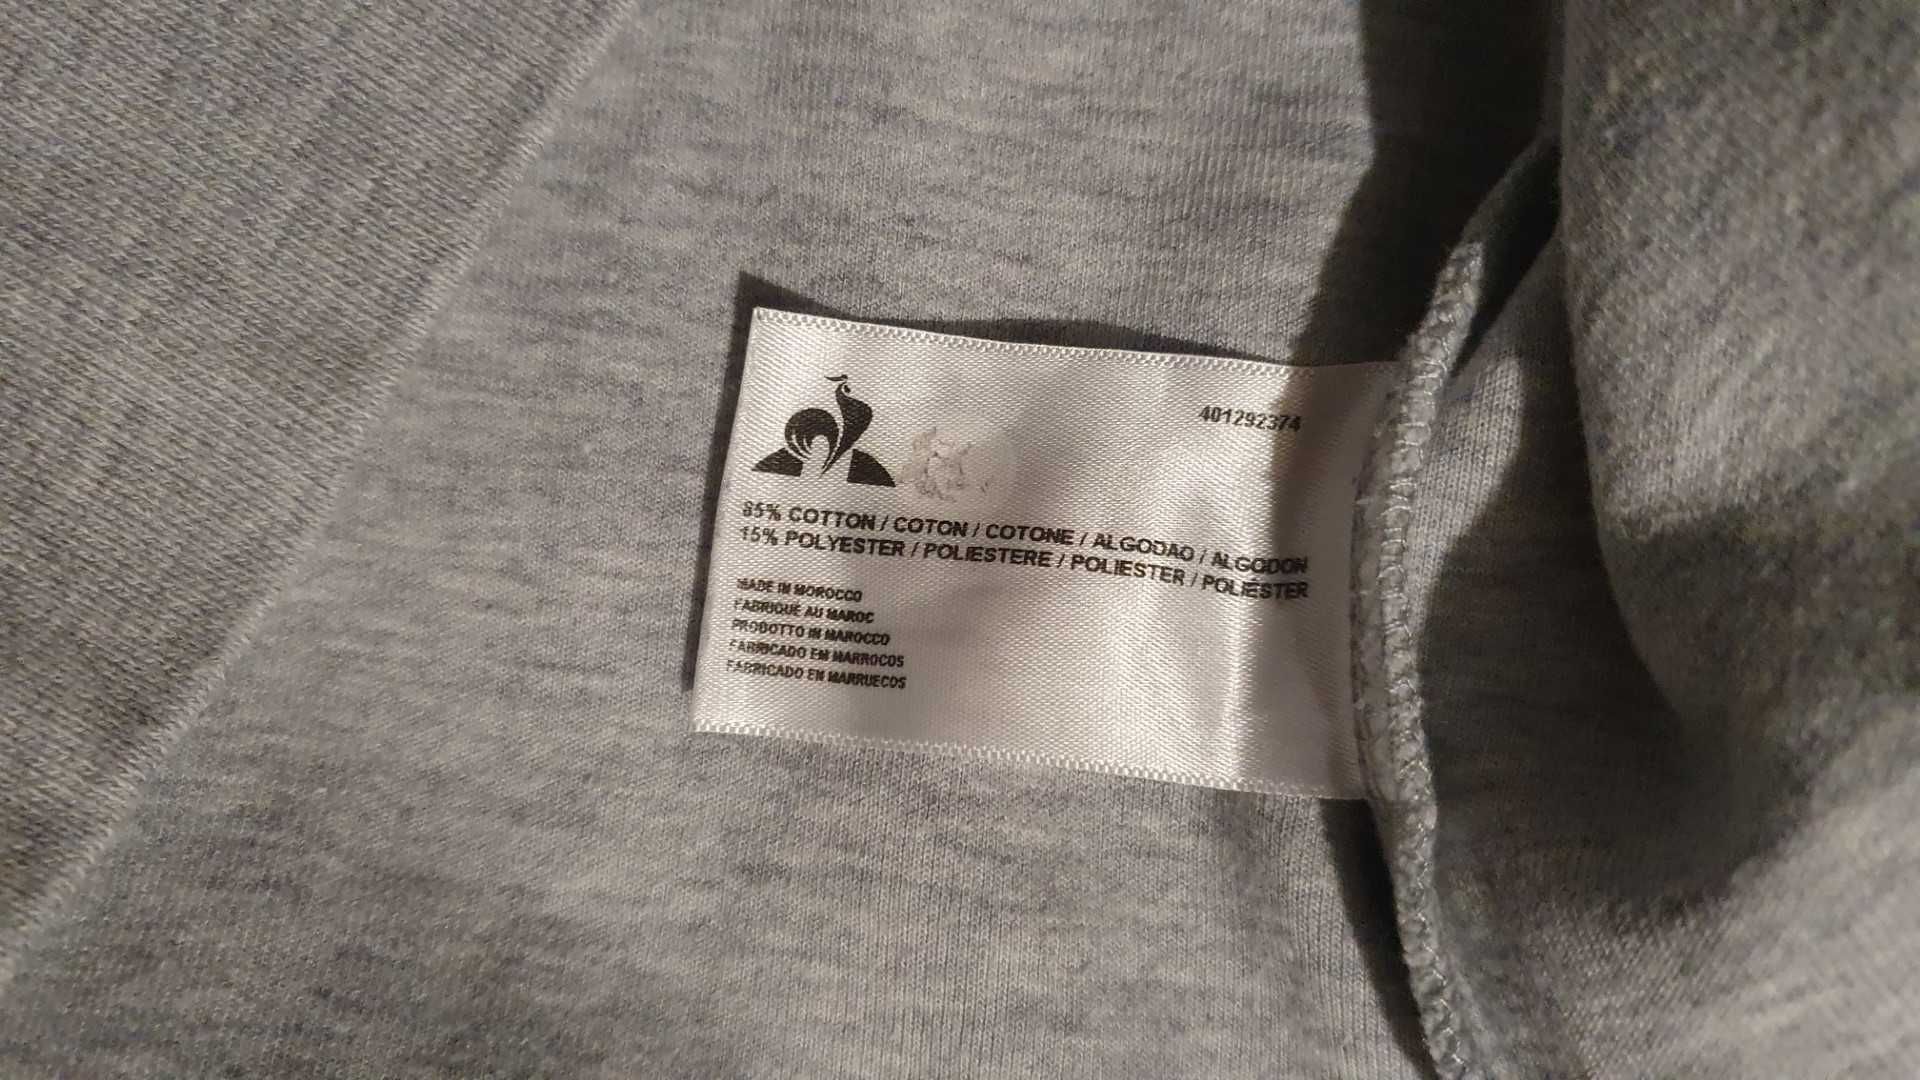 401292374
85% COTTON / COTON / COTONE / ALGODAO / ALGODON
15% POLYESTER / POLIESTERE / POLIESTER / POLIÉSTER
MADE IN MOROCCO
FABRIQUÉ AU MAROC
PRODOTTO IN MAROCCO
FABRICADO EM MARROCOS
FABRICADO EN MARRUECOS